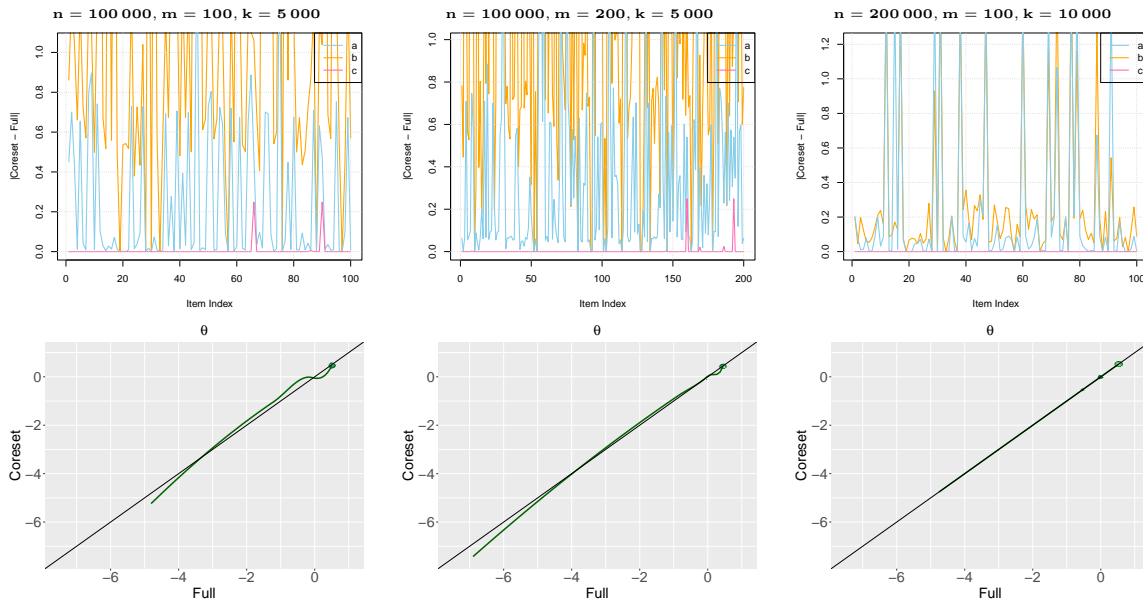 n = 100 000, m = 100, k = 5 000
n = 100 000, m = 200, k = 5 000
n = 200 000, m = 100, k = 10 000
|Coreset − Full|
1.0
0.8
0.6
0.4
0.2
0.0
0
20
40
60
80
100
Item Index
a
b
c
|Coreset − Full|
1.0
0.8
0.6
0.4
0.2
0.0
0
50
100
150
200
Item Index
a
b
c
|Coreset − Full|
1.2
1.0
0.8
0.6
0.4
0.2
0.0
0
20
40
60
80
100
Item Index
a
b
c
θ
Coreset
0
−2
−4
−6
−6
−4
−2
0
Full
θ
Coreset
0
−2
−4
−6
−6
−4
−2
0
Full
θ
Coreset
0
−2
−4
−6
−6
−4
−2
0
Full